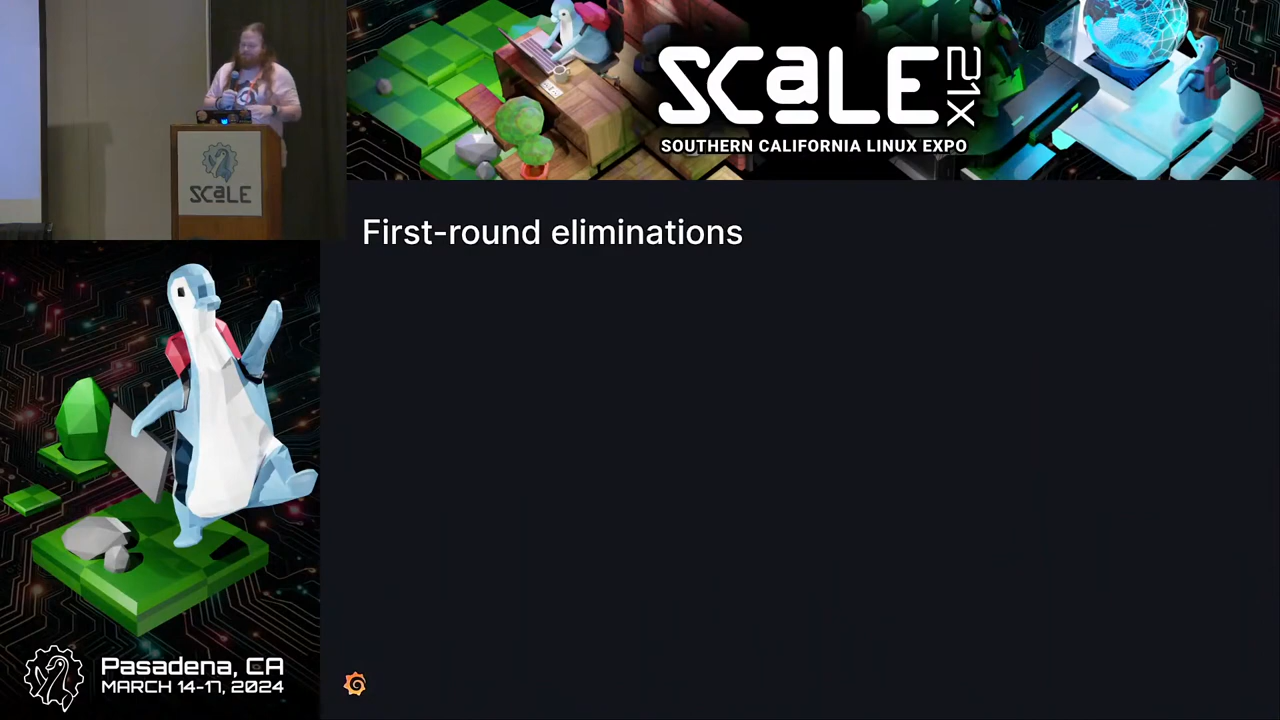 SCALE
SCALE
21X
SOUTHERN CALIFORNIA LINUX EXPO
First-round eliminations
Pasadena, CA
MARCH 14-17, 2024